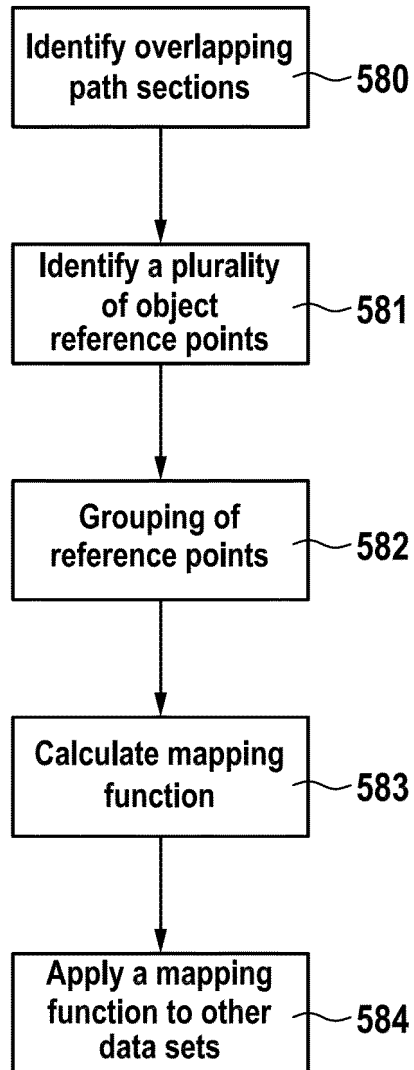 Identify overlapping
path sections
580
Identify a plurality
of object
reference points
581
Grouping of
reference points
582
Calculate mapping
function
583
Apply a mapping
function to other
data sets
584